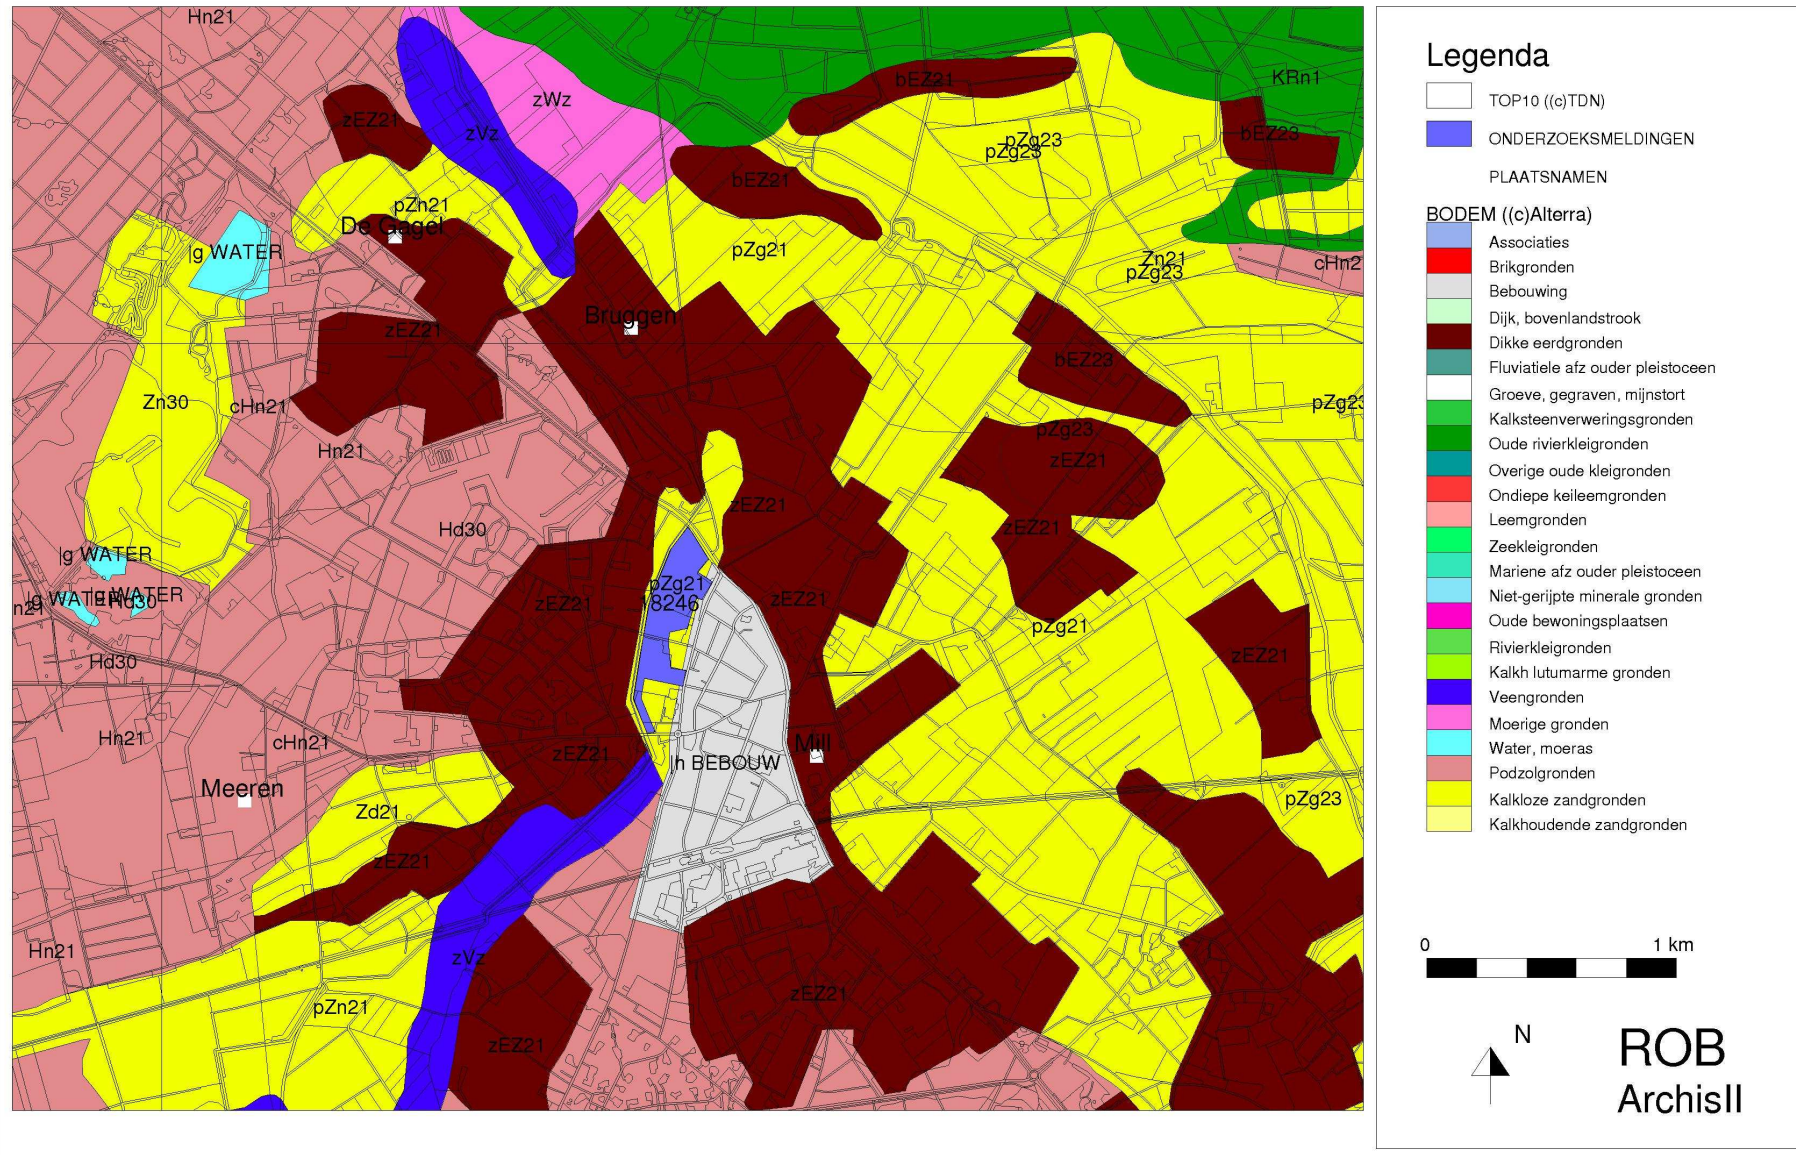 Hn21
zEZ21
zWz
zVz
bEZ21
KRn1
bEZ23
pZg23
pZg23
bEZ21
pZn21
De Gagel
|g WATER
pZg21
Zn21
pZg23
cHn2
Bruggen
zEZ21
bEZ23
Zn30
cHn21
pZg23
Hn21
pZg23
zEZ21
Hd30
zEZ21
zEZ21
|g WATER
pZg21
18246
zEZ21
zEZ21
|g WATER
|g WATER
Hd30
n21
pZg21
Hd30
zEZ21
Hn21
cHn21
zEZ21
Mill
|h BEBOUW
Meeren
Zd21
pZg23
zEZ21
Hn21
zVz
zEZ21
pZn21
zEZ21
Legenda
TOP10 ((c)TDN)
ONDERZOEKSMELDINGEN
PLAATSNAMEN
BODEM ((c)Alterra)
Associaties
Brikgronden
Bebouwing
Dijk, bovenlandstrook
Dikke eerdgronden
Fluviatiele afz ouder pleistoceen
Groeve, gegraven, mijnstort
Kalksteenverweringsgronden
Oude rivierkleigronden
Overige oude kleigronden
Ondiepe keileemgronden
Leemgronden
Zeekleigronden
Mariene afz ouder pleistoceen
Niet-gerijpte minerale gronden
Oude bewoningsplaatsen
Rivierkleigronden
Kalkh lutumarme gronden
Veengronden
Moerige gronden
Water, moeras
Podzolgronden
Kalkloze zandgronden
Kalkhoudende zandgronden
0 1 km
N
ROB
ArchisII